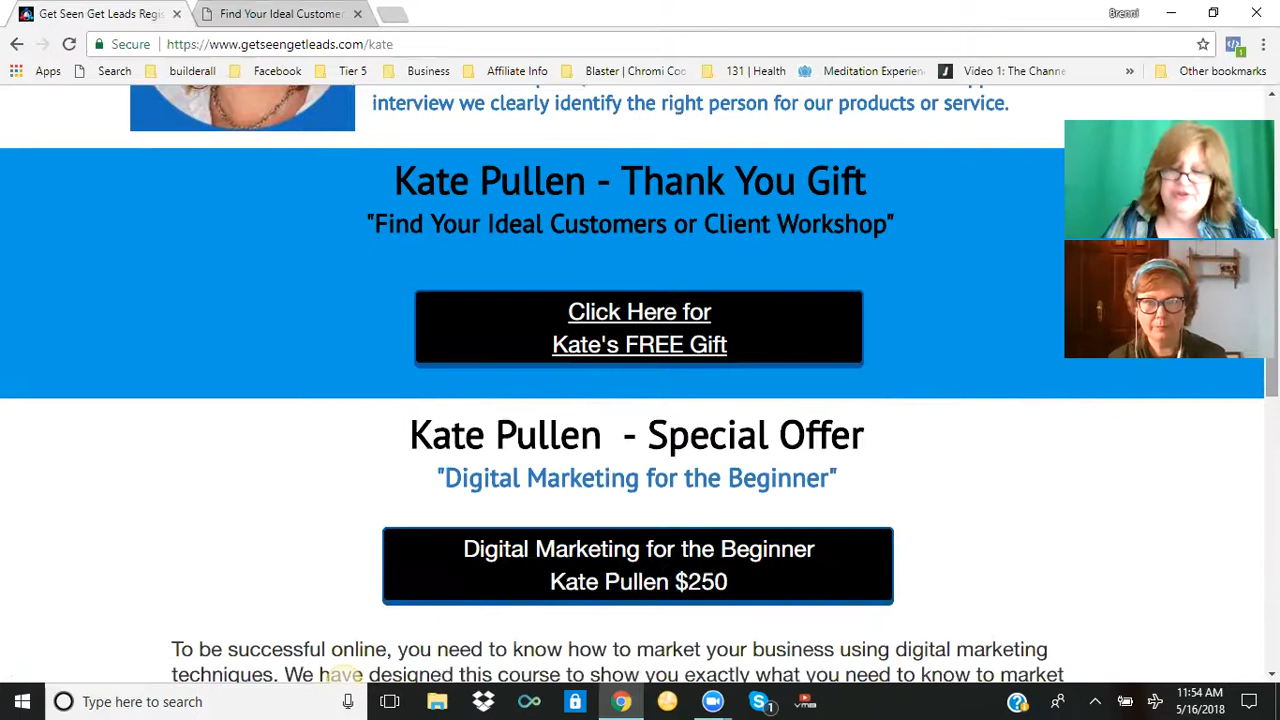 Get Seen Get Leads Regis
Find Your Ideal Customer
Brenni
Secure
https://www.getseengetleads.com/kate
Apps
Search
builderall
Facebook
Tier 5
Business
Affiliate Info
Blaster | Chromi Co
131 | Health
Meditation Experien
Video 1: The Channe
»
Other bookmarks
interview we clearly identify the right person for our products or service.
Kate Pullen - Thank You Gift
"Find Your Ideal Customers or Client Workshop"
Click Here for
Kate's FREE Gift
Kate Pullen - Special Offer
"Digital Marketing for the Beginner"
Digital Marketing for the Beginner
Kate Pullen $250
To be successful online, you need to know how to market your business using digital marketing
techniques. We have designed this course to show you exactly what you need to know to market
Type here to search
11:54 AM
5/16/2018